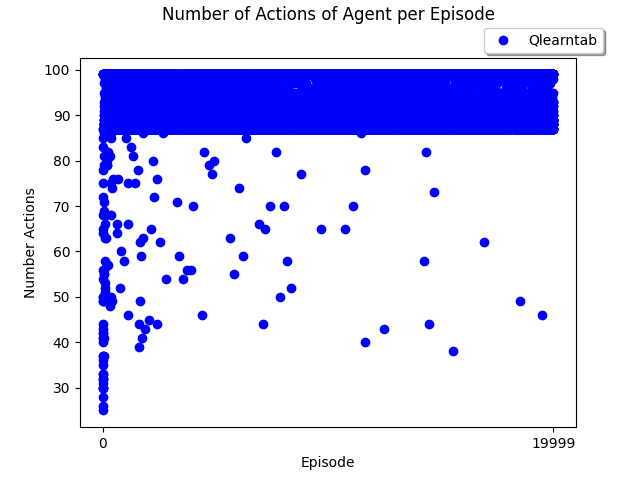 Number of Actions of Agent per Episode
Qlearntab
100
90
80
70
60
50
40
30
Number Actions
0
19999
Episode